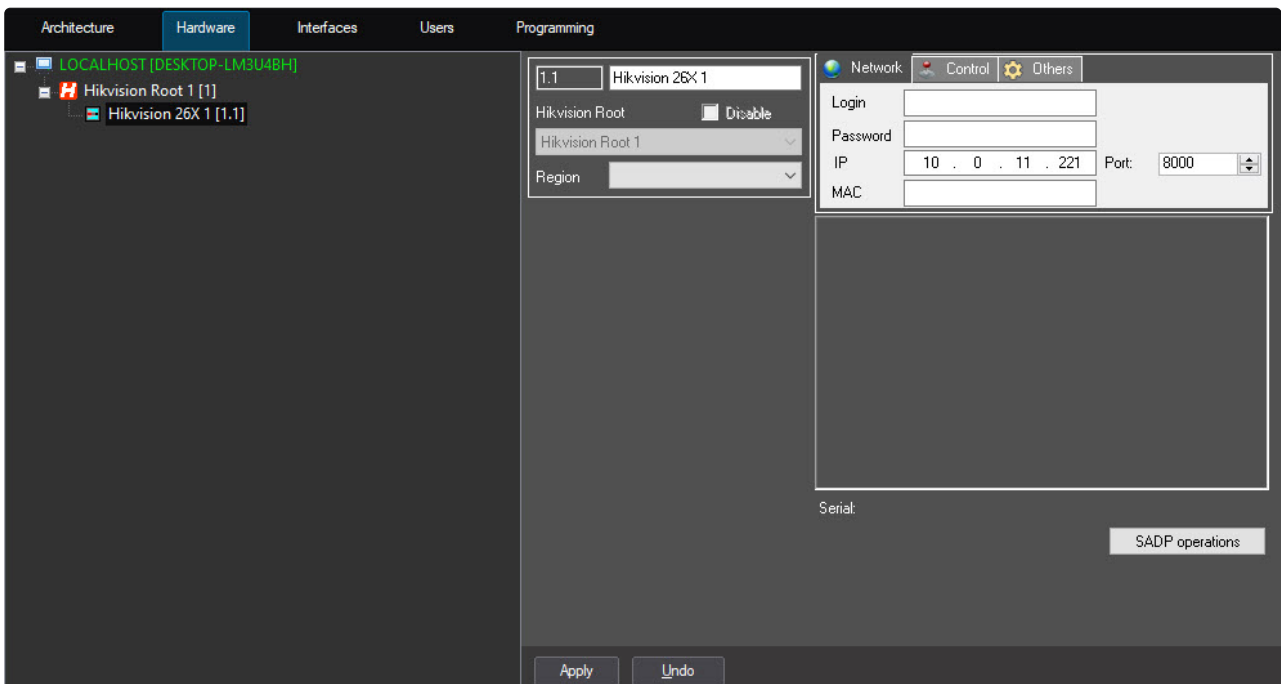 Architecture Hardware Interfaces Users Programming
LOCALHOST [DESKTOP-LM3U4BH]
Hikvision Root 1 [1]
Hikvision 26X 1 [1.1]
1.1 Hikvision 26X 1
Hikvision Root Disable
Hikvision Root 1
Region
Network Control Others
Login
Password
IP 10 . 0 . 11 . 221 Port: 8000
MAC
Serial:
SADP operations
Apply Undo